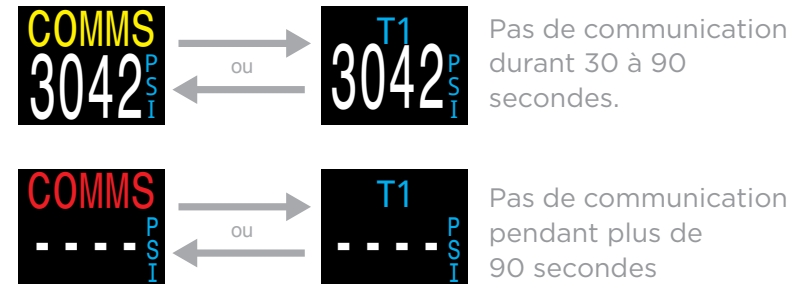 COMMS
3042 PSI
ou
T1
3042 PSI
Pas de communication
durant 30 à 90
secondes.
COMMS
- - - - PSI
ou
T1
- - - - PSI
Pas de communication
pendant plus de
90 secondes